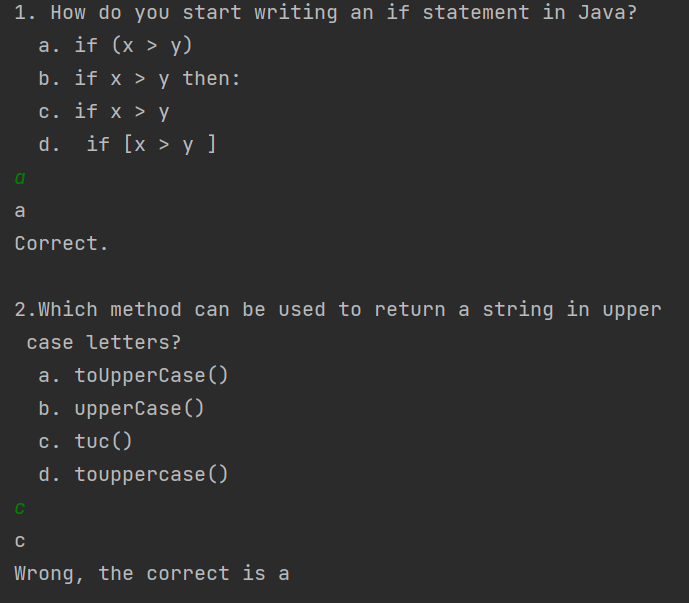 1. How do you start writing an if statement in Java?
a. if (x > y)
b. if x > y then:
c. if x > y
d.  if [x > y ]
a
a
Correct.
2.Which method can be used to return a string in upper
case letters?
a. toUpperCase()
b. upperCase()
c. tuc()
d. touppercase()
c
c
Wrong, the correct is a